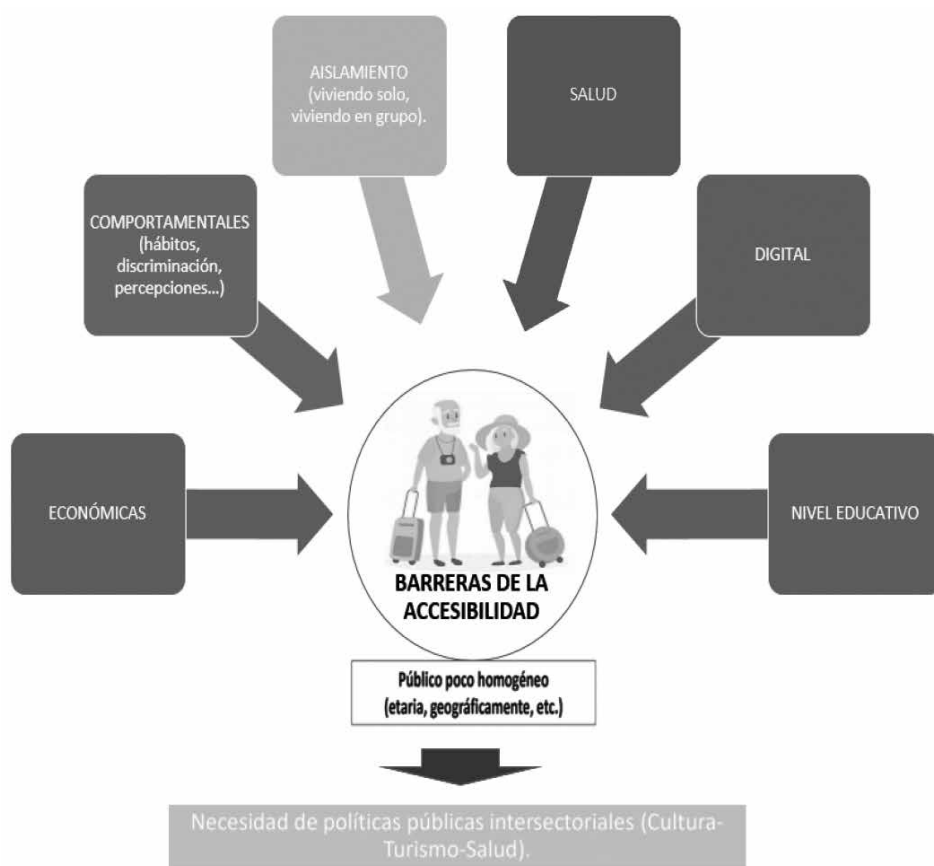 AISLAMIENTO
(viviendo solo,
viviendo en grupo).
SALUD
COMPORTAMENTALES
(hábitos,
discriminación,
percepciones...)
DIGITAL
ECONÓMICAS
NIVEL EDUCATIVO
BARRERAS DE LA
ACCESIBILIDAD
Público poco homogéneo
(etaria, geográficamente, etc.)
Necesidad de políticas públicas intersectoriales (Cultura-
Turismo-Salud).